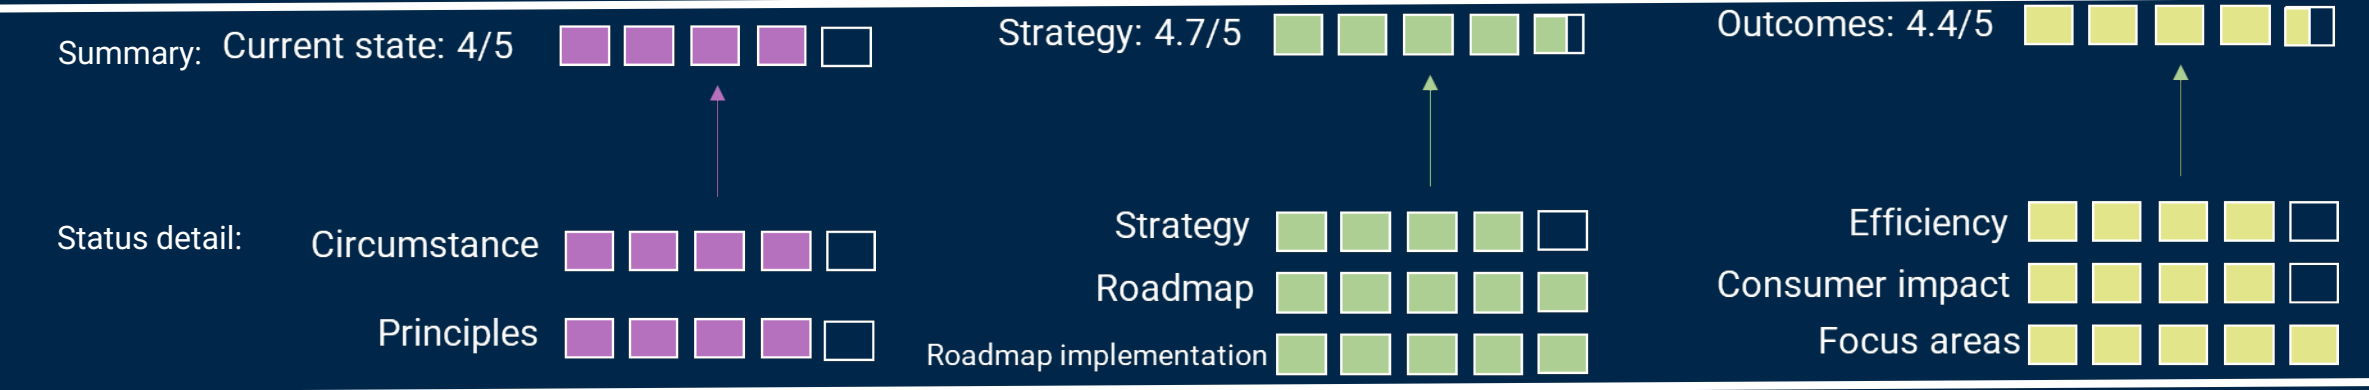 Summary: Current state: 4/5
Strategy: 4.7/5
Outcomes: 4.4/5
Status detail:
Circumstance
Principles
Strategy
Roadmap
Roadmap implementation
Efficiency
Consumer impact
Focus areas